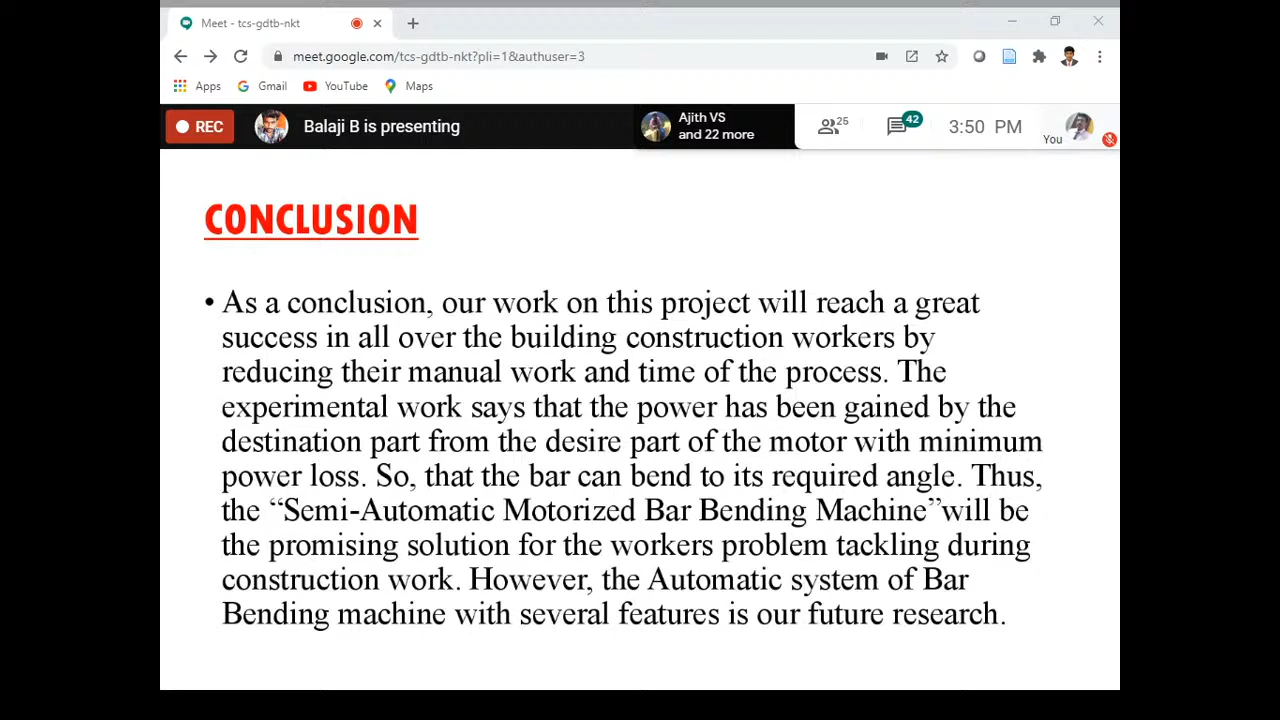 Meet - tcs-gdtb-nkt
meet.google.com/tcs-gdtb-nkt?pli=1&authuser=3
Apps Gmail YouTube Maps
REC Balaji B is presenting
Ajith VS
and 22 more
25 42 3:50 PM
You
CONCLUSION
• As a conclusion, our work on this project will reach a great
success in all over the building construction workers by
reducing their manual work and time of the process. The
experimental work says that the power has been gained by the
destination part from the desire part of the motor with minimum
power loss. So, that the bar can bend to its required angle. Thus,
the “Semi-Automatic Motorized Bar Bending Machine”will be
the promising solution for the workers problem tackling during
construction work. However, the Automatic system of Bar
Bending machine with several features is our future research.